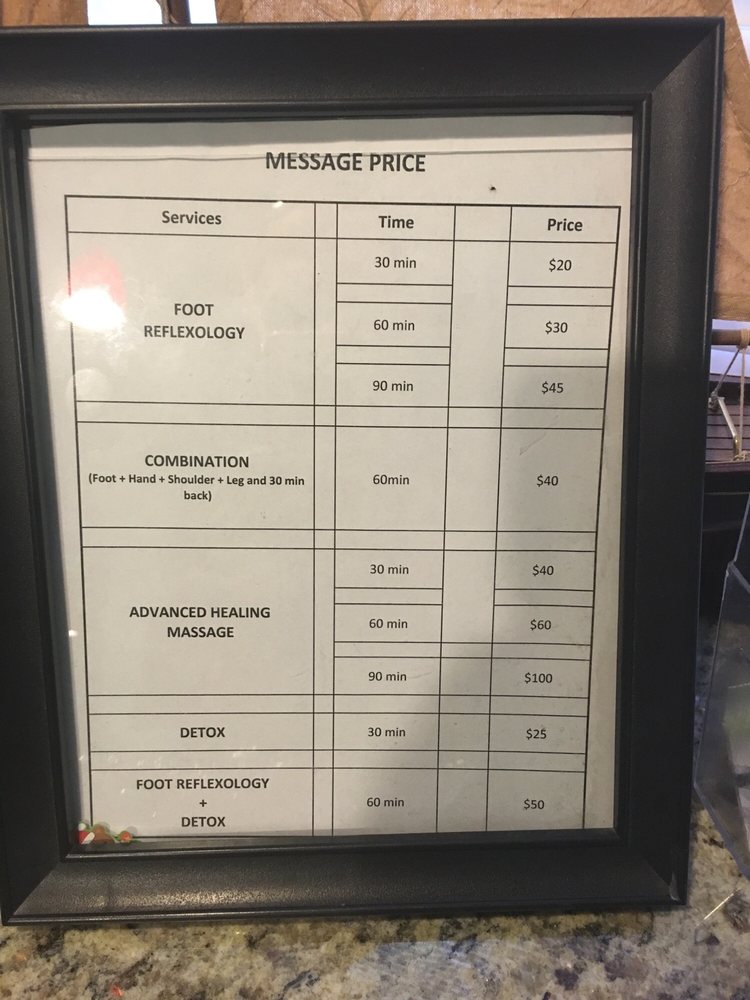 MESSAGE PRICE
Services Time Price
FOOT
REFLEXOLOGY
30 min $20
60 min $30
90 min $45
COMBINATION
(Foot + Hand + Shoulder + Leg and 30 min
back)
60min $40
ADVANCED HEALING
MASSAGE
30 min $40
60 min $60
90 min $100
DETOX 30 min $25
FOOT REFLEXOLOGY
+
DETOX
60 min $50